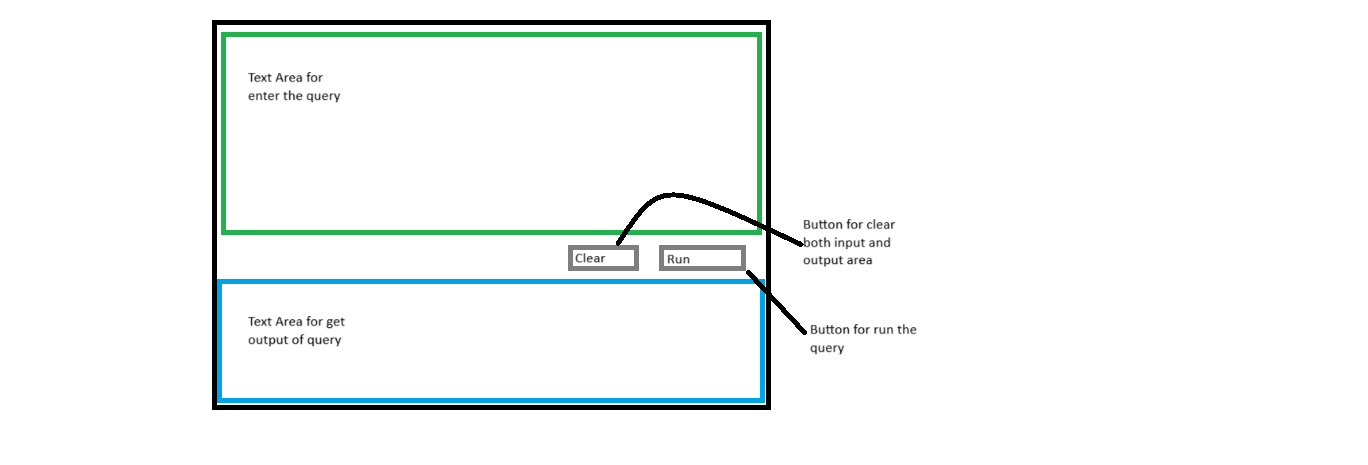 Text Area for
enter the query
Button for clear
both input and
output area
Clear
Run
Text Area for get
output of query
Button for run the
query